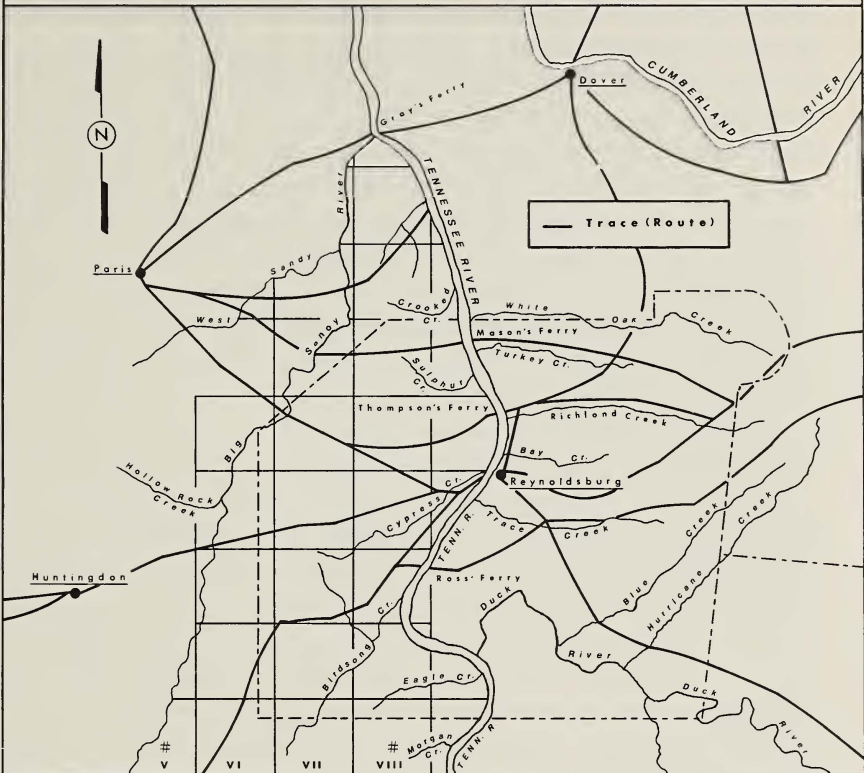 N
Dover
CUMBERLAND RIVER
Gray's Ferry
TENNESSEE RIVER
Trace (Route)
Paris
West Sandy River
Crooked Cr.
White Oak Creek
Mason's Ferry
Big Sandy
Sulphur Cr.
Turkey Cr.
Thompson's Ferry
Richland Creek
Bay Cr.
Hollow Rock Creek
Cypress Cr.
Reynoldsburg
Trace Creek
TENN. R.
Huntingdon
Ross' Ferry
Blue Creek
Hurricane Creek
Duck River
Birdsong Cr.
Eagle Cr.
Duck River
Morgan Cr.
TENN. R
# #
V VI VII VIII